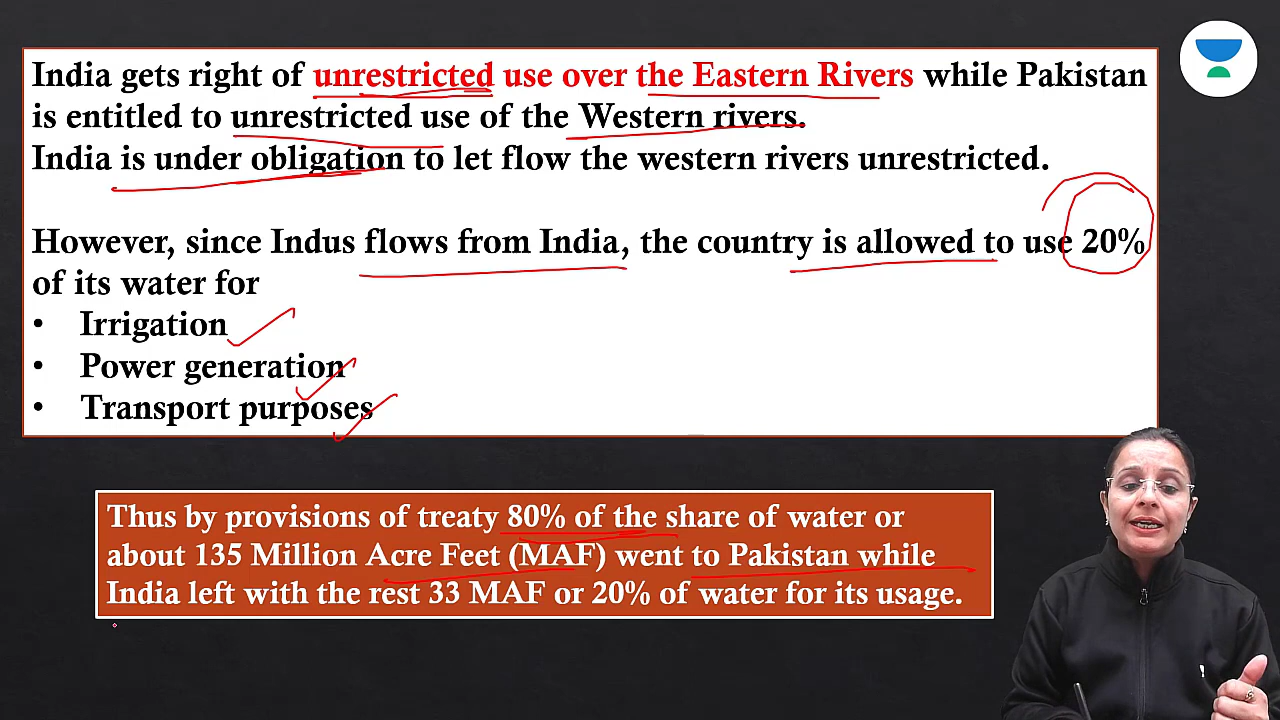 India gets right of unrestricted use over the Eastern Rivers while Pakistan
is entitled to unrestricted use of the Western rivers.
India is under obligation to let flow the western rivers unrestricted.
However, since Indus flows from India, the country is allowed to use 20%
of its water for
• Irrigation
• Power generation
• Transport purposes
Thus by provisions of treaty 80% of the share of water or
about 135 Million Acre Feet (MAF) went to Pakistan while
India left with the rest 33 MAF or 20% of water for its usage.